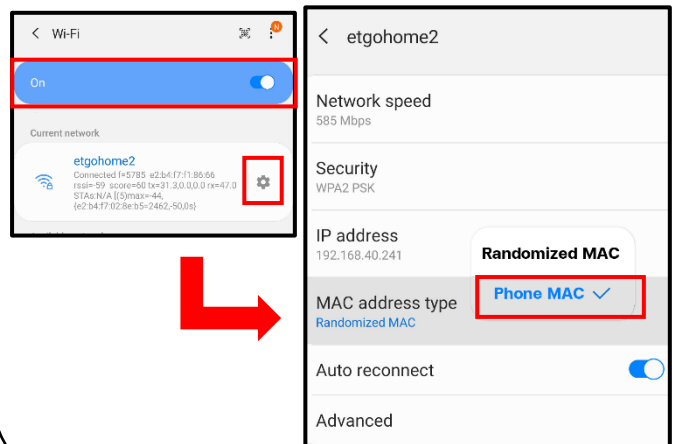 Wi-Fi
N
On
Current network
etgohome2
Connected f=5785 e2:b4:f7:f1:86:66
rssi=-59 score=60 tx=31.3,0.0,0.0 rx=47.0
STAs:N/A [(5)max=-44,
{e2:b4:f7:02:8e:b5=2462,-50,0s}
etgohome2
Network speed
585 Mbps
Security
WPA2 PSK
IP address
192.168.40.241
Randomized MAC
Phone MAC
MAC address type
Randomized MAC
Auto reconnect
Advanced